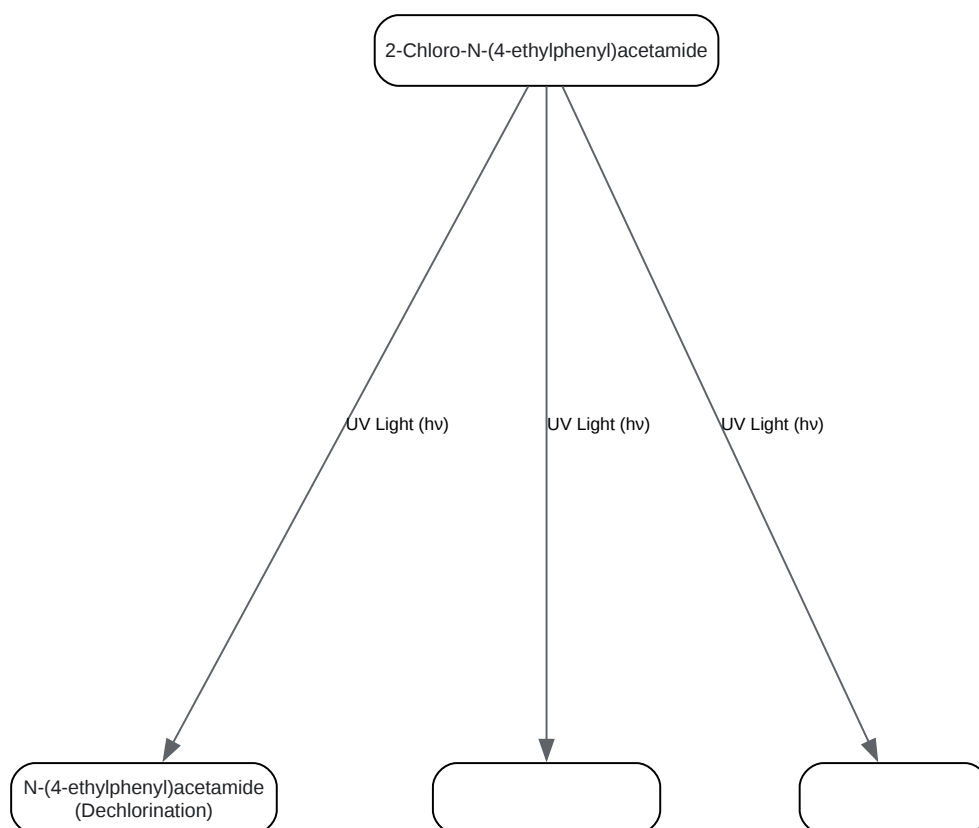 2-Chloro-N-(4-ethylphenyl)acetamide
UV Light (hν)
UV Light (hν)
UV Light (hν)
N-(4-ethylphenyl)acetamide
(Dechlorination)